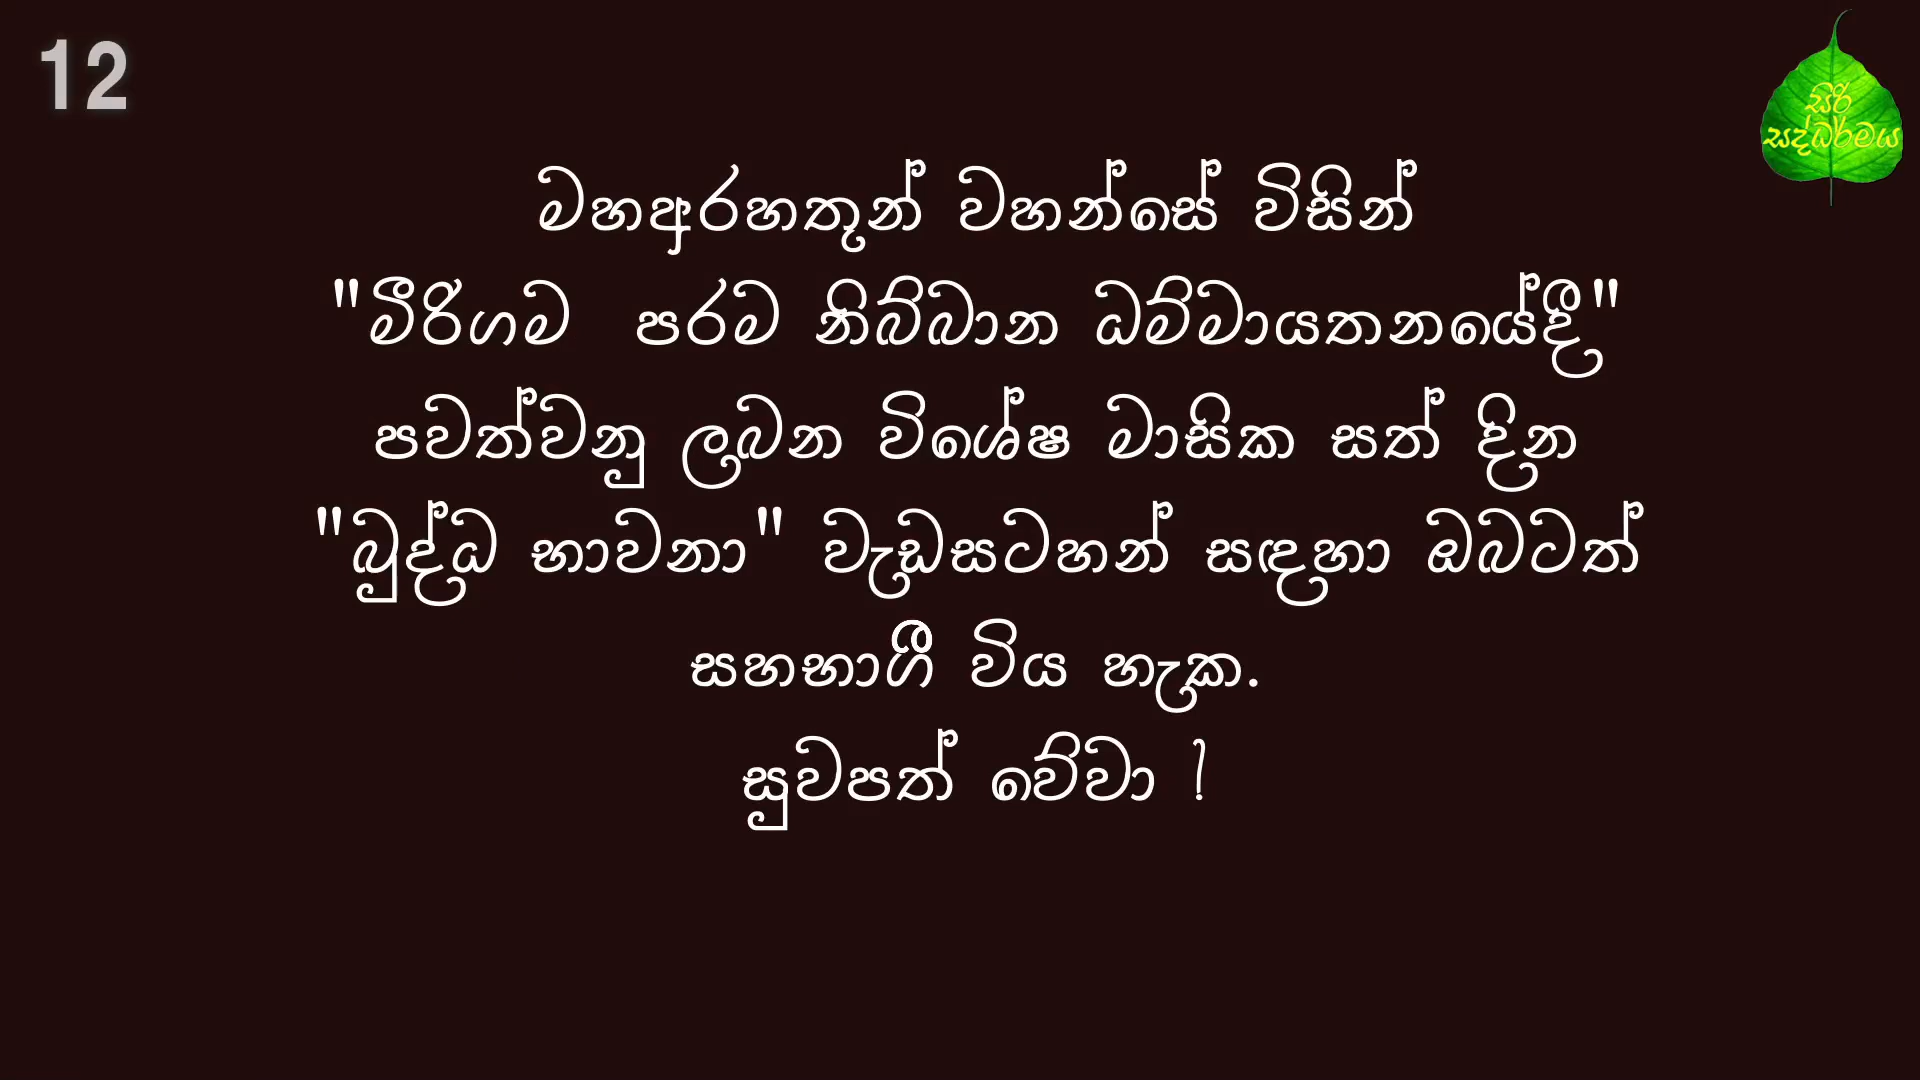 12
සිරි
සද්ධර්මය
මහඅරහතූන් වහන්සේ විසින්
"මීරිගම  පරම නිබ්බාන ධම්මායතනයේදී"
පවත්වනු ලබන විශේෂ මාසික සත් දින
"බුද්ධ භාවනා" වැඩසටහන් සඳහා ඔබටත්
සහභාගී විය හැක.
සුවපත් වේවා !